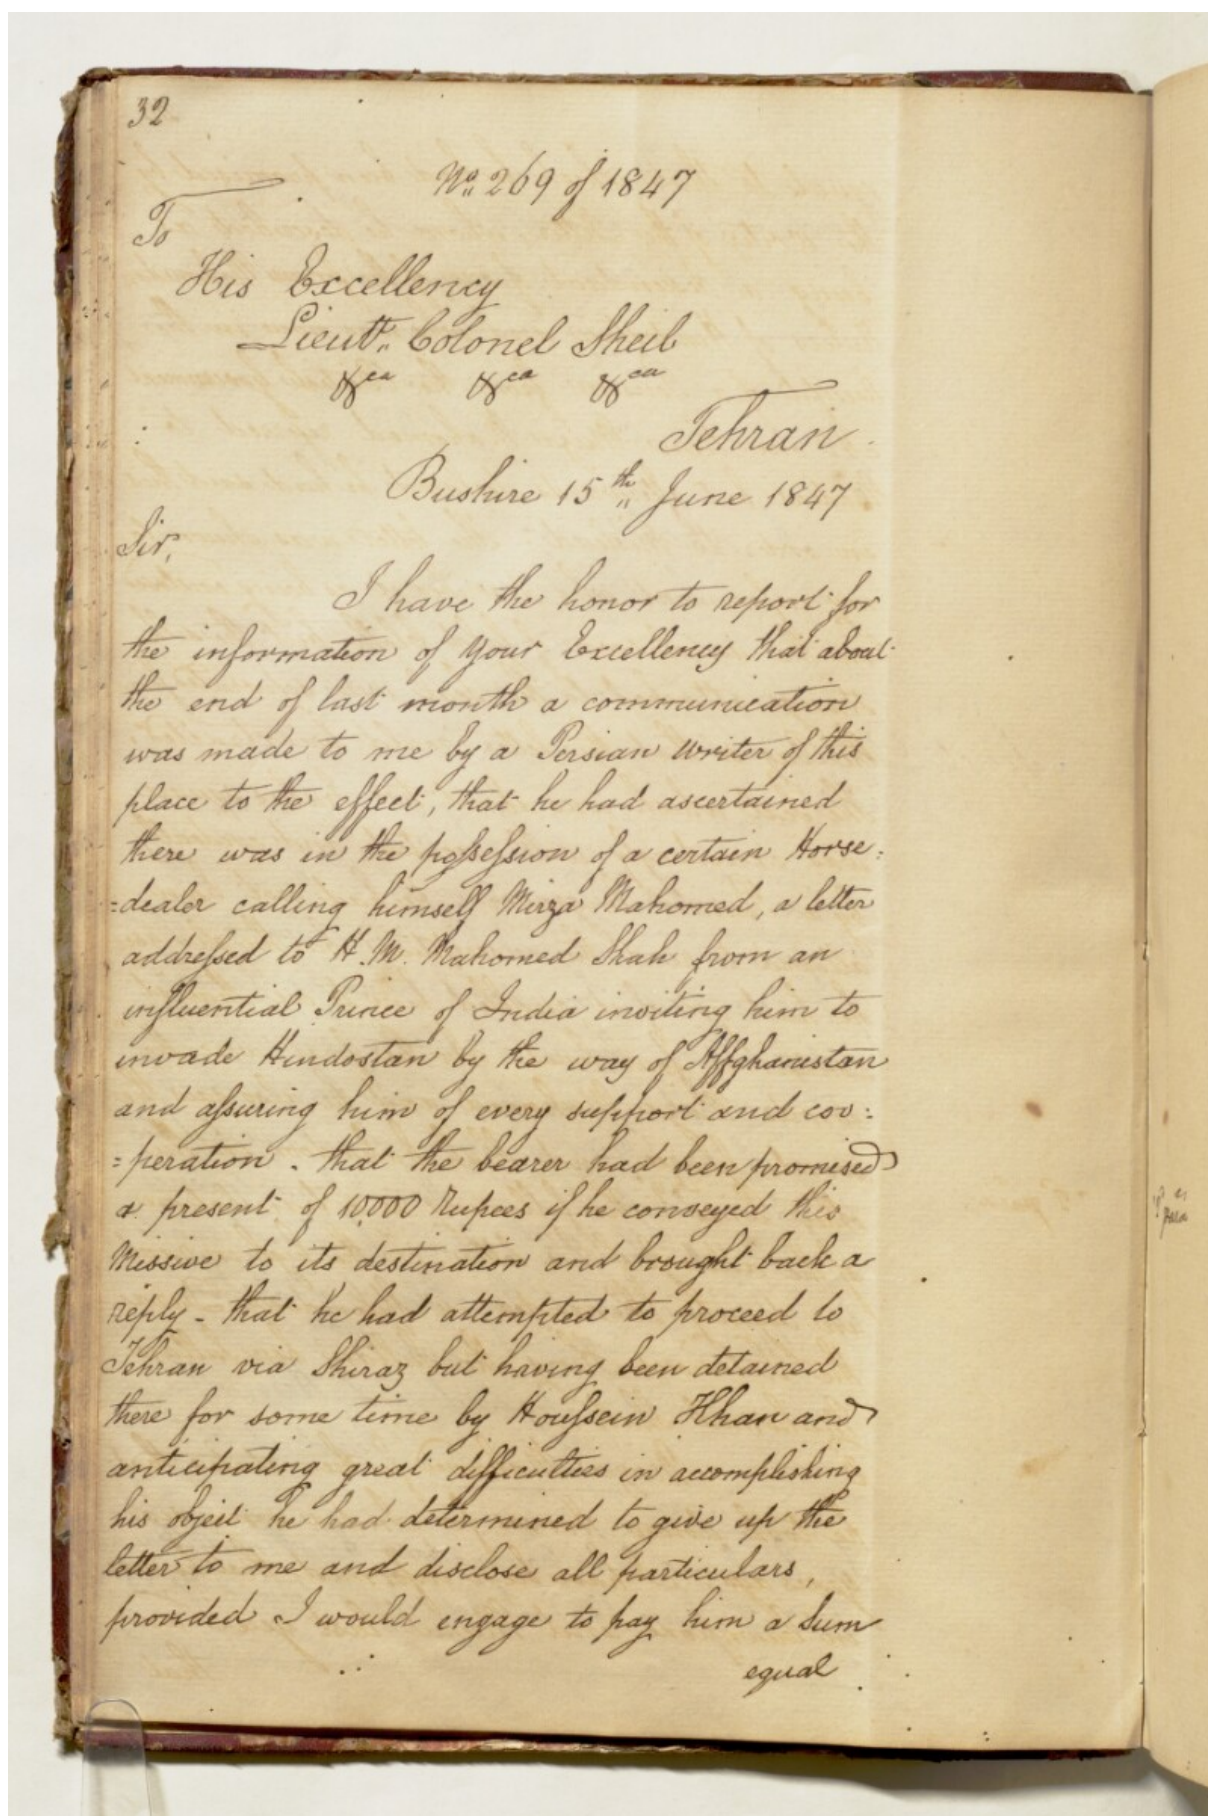 32
No. 269 of 1847
To
His Excellency
Lieutt. Colonel Sheil
&ca &ca &ca
Tehran
Bushire 15th June 1847
Sir,
I have the honor to report for
the information of Your Excellency that about
the end of last month a communication
was made to me by a Persian writer of this
place to the effect, that he had ascertained
there was in the possession of a certain Horse=
=dealer calling himself Mirza Mahomed, a letter
addressed to H. M. Mahomed Shah from an
influential Prince of India inviting him to
invade Hindostan by the way of Affghanistan
and assuring him of every support and coo=
=peration. that the bearer had been promised
a present of 10,000 Rupees if he conveyed this
Missive to its destination and brought back a
reply - that he had attempted to proceed to
Tehran via Shiraz but having been detained
there for some time by Houssein Khan and
anticipating great difficulties in accomplishing
his object he had determined to give up the
letter to me and disclose all particulars,
provided I would engage to pay him a Sum
equal